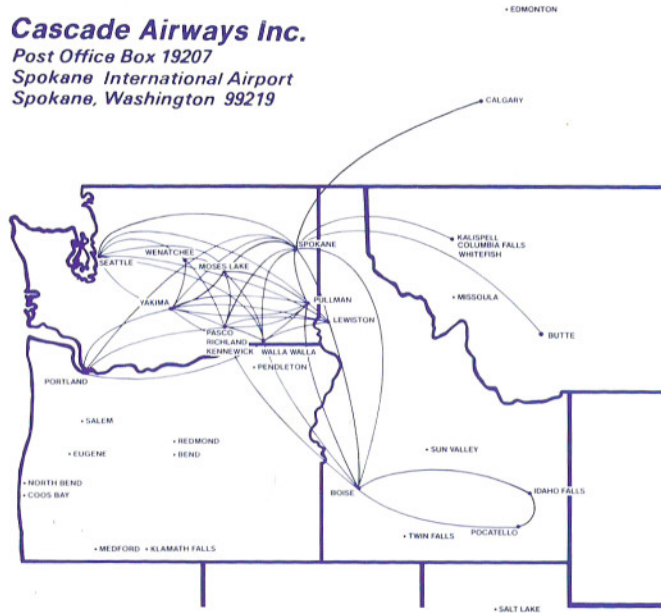 Cascade Airways Inc.
Post Office Box 19207
Spokane International Airport
Spokane, Washington 99219
EDMONTON
CALGARY
SPOKANE
KALISPELL
COLUMBIA FALLS
WHITEFISH
SEATTLE
WENATCHEE
MOSES LAKE
MISSOULA
YAKIMA
PULLMAN
LEWISTON
PASCO
RICHLAND
KENNEWICK
WALLA WALLA
BUTTE
PENDLETON
PORTLAND
SALEM
REDMOND
EUGENE
BEND
SUN VALLEY
NORTH BEND
COOS BAY
BOISE
IDAHO FALLS
POCATELLO
TWIN FALLS
MEDFORD
KLAMATH FALLS
SALT LAKE